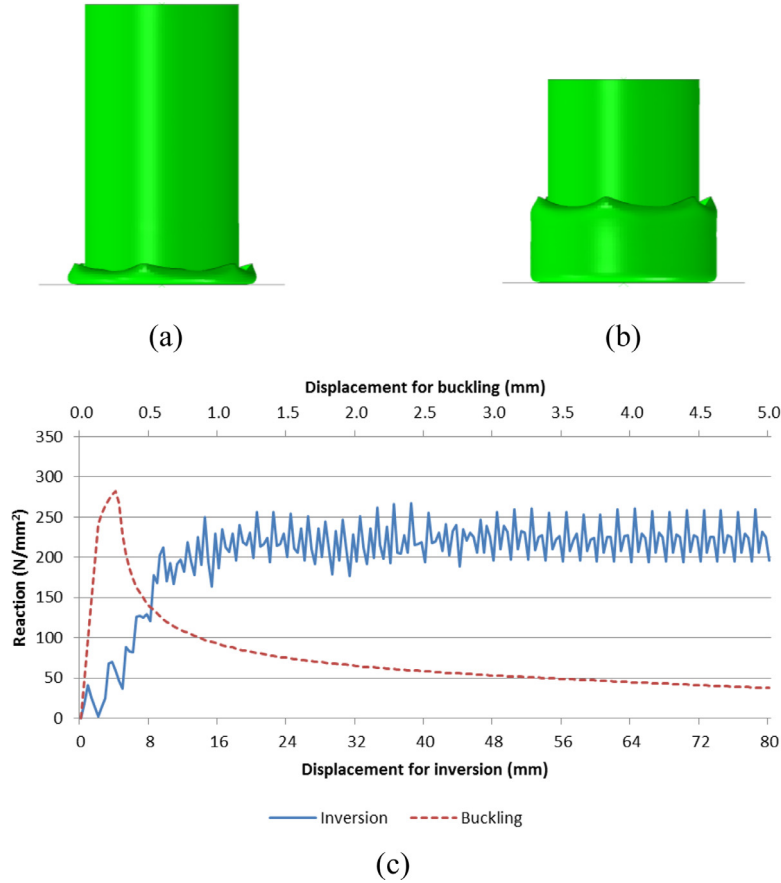 (a)
(b)
Displacement for buckling (mm)
0.0 0.5 1.0 1.5 2.0 2.5 3.0 3.5 4.0 4.5 5.0
350
300
250
200
150
100
50
0
Reaction (N/mm²)
0 8 16 24 32 40 48 56 64 72 80
Displacement for inversion (mm)
Inversion Buckling
(c)